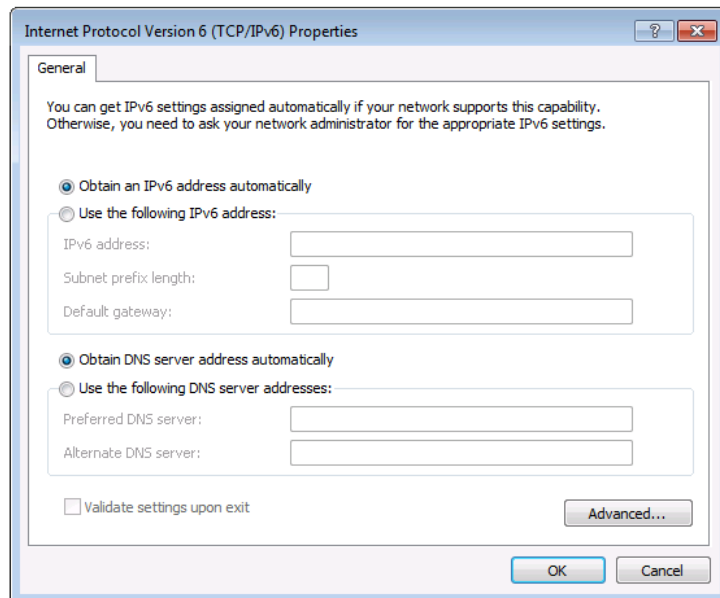 Internet Protocol Version 6 (TCP/IPv6) Properties
?
General
You can get IPv6 settings assigned automatically if your network supports this capability.
Otherwise, you need to ask your network administrator for the appropriate IPv6 settings.
Obtain an IPv6 address automatically
Use the following IPv6 address:
IPv6 address:
Subnet prefix length:
Default gateway:
Obtain DNS server address automatically
Use the following DNS server addresses:
Preferred DNS server:
Alternate DNS server:
Validate settings upon exit
Advanced...
OK
Cancel